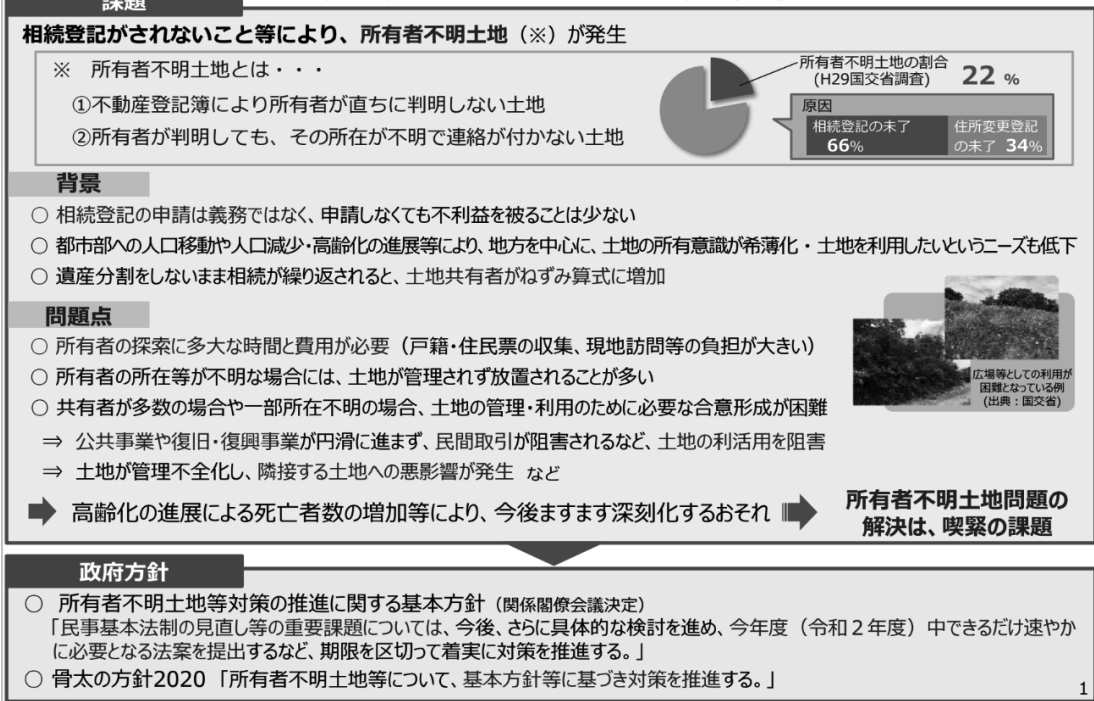 課題
相続登記がされないこと等により、所有者不明土地（※）が発生
※　所有者不明土地とは・・・
①不動産登記簿により所有者が直ちに判明しない土地
②所有者が判明しても、その所在が不明で連絡が付かない土地
所有者不明土地の割合
(H29国交省調査)
22 %
原因
相続登記の未了
66%
住所変更登記
の未了 34%
背景
○ 相続登記の申請は義務ではなく、申請しなくても不利益を被ることは少ない
○ 都市部への人口移動や人口減少・高齢化の進展等により、地方を中心に、土地の所有意識が希薄化・土地を利用したいというニーズも低下
○ 遺産分割をしないまま相続が繰り返されると、土地共有者がねずみ算式に増加
問題点
○ 所有者の探索に多大な時間と費用が必要（戸籍・住民票の収集、現地訪問等の負担が大きい）
○ 所有者の所在等が不明な場合には、土地が管理されず放置されることが多い
○ 共有者が多数の場合や一部所在不明の場合、土地の管理・利用のために必要な合意形成が困難
⇒ 公共事業や復旧・復興事業が円滑に進まず、民間取引が阻害されるなど、土地の利活用を阻害
⇒ 土地が管理不全化し、隣接する土地への悪影響が発生 など
広場等としての利用が
困難となっている例
(出典：国交省)
高齢化の進展による死亡者数の増加等により、今後ますます深刻化するおそれ
所有者不明土地問題の
解決は、喫緊の課題
政府方針
○ 所有者不明土地等対策の推進に関する基本方針（関係閣僚会議決定）
「民事基本法制の見直し等の重要課題については、今後、さらに具体的な検討を進め、今年度（令和２年度）中できるだけ速やか
に必要となる法案を提出するなど、期限を区切って着実に対策を推進する。」
○ 骨太の方針2020「所有者不明土地等について、基本方針等に基づき対策を推進する。」
1